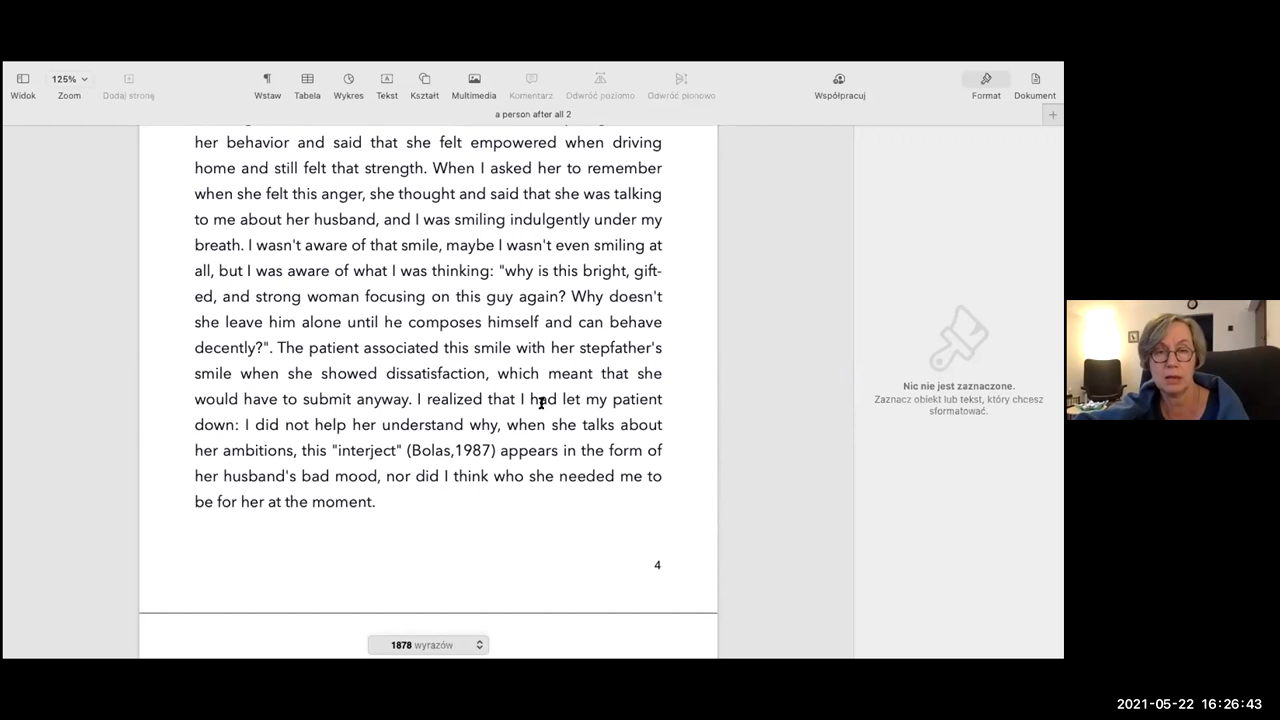 125%
Widok
Zoom
Dodaj stronę
Wstaw
Tabela
Wykres
Tekst
Kształt
Multimedia
Komentarz
Odwróć poziomo
Odwróć pionowo
Współpracuj
Format
Dokument
a person after all 2
her behavior and said that she felt empowered when driving
home and still felt that strength. When I asked her to remember
when she felt this anger, she thought and said that she was talking
to me about her husband, and I was smiling indulgently under my
breath. I wasn't aware of that smile, maybe I wasn't even smiling at
all, but I was aware of what I was thinking: "why is this bright, gift-
ed, and strong woman focusing on this guy again? Why doesn't
she leave him alone until he composes himself and can behave
decently?". The patient associated this smile with her stepfather's
smile when she showed dissatisfaction, which meant that she
would have to submit anyway. I realized that I had let my patient
down: I did not help her understand why, when she talks about
her ambitions, this "interject" (Bolas,1987) appears in the form of
her husband's bad mood, nor did I think who she needed me to
be for her at the moment.
4
1878 wyrazów
Nic nie jest zaznaczone.
Zaznacz obiekt lub tekst, który chcesz
sformatować.
2021-05-22 16:26:43